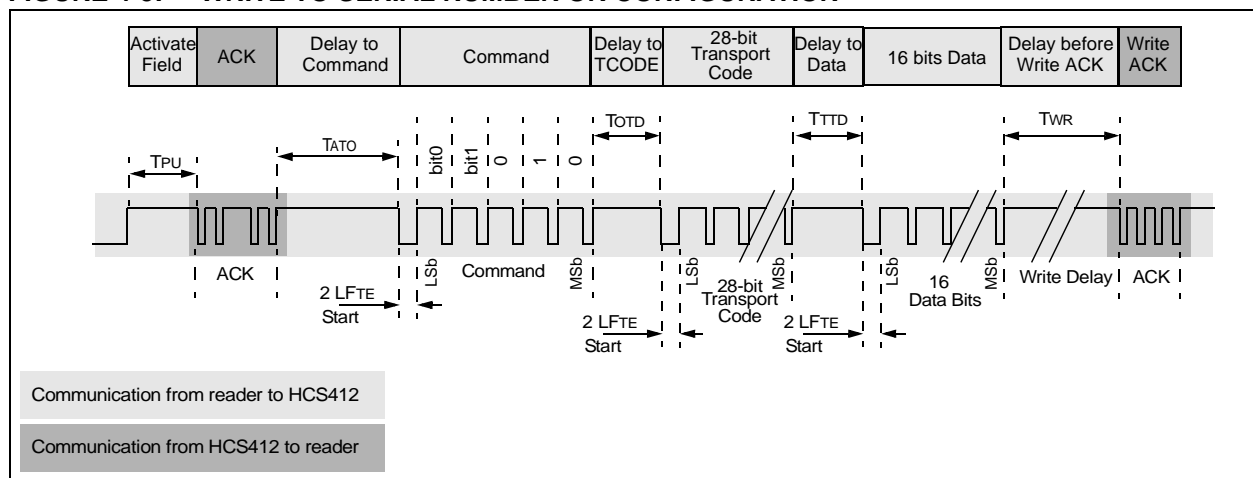 Activate Field
ACK
Delay to Command
Command
Delay to TCODE
28-bit Transport Code
Delay to Data
16 bits Data
Delay before Write ACK
Write ACK
TPU
TATO
bit0
bit1
0
1
0
TOTD
TTTD
TWR
ACK
LSb
Command
MSb
LSb
28-bit
Transport
Code
MSb
LSb
16
Data Bits
MSb
Write Delay
ACK
2 LFTE
Start
2 LFTE
Start
2 LFTE
Start
Communication from reader to HCS412
Communication from HCS412 to reader